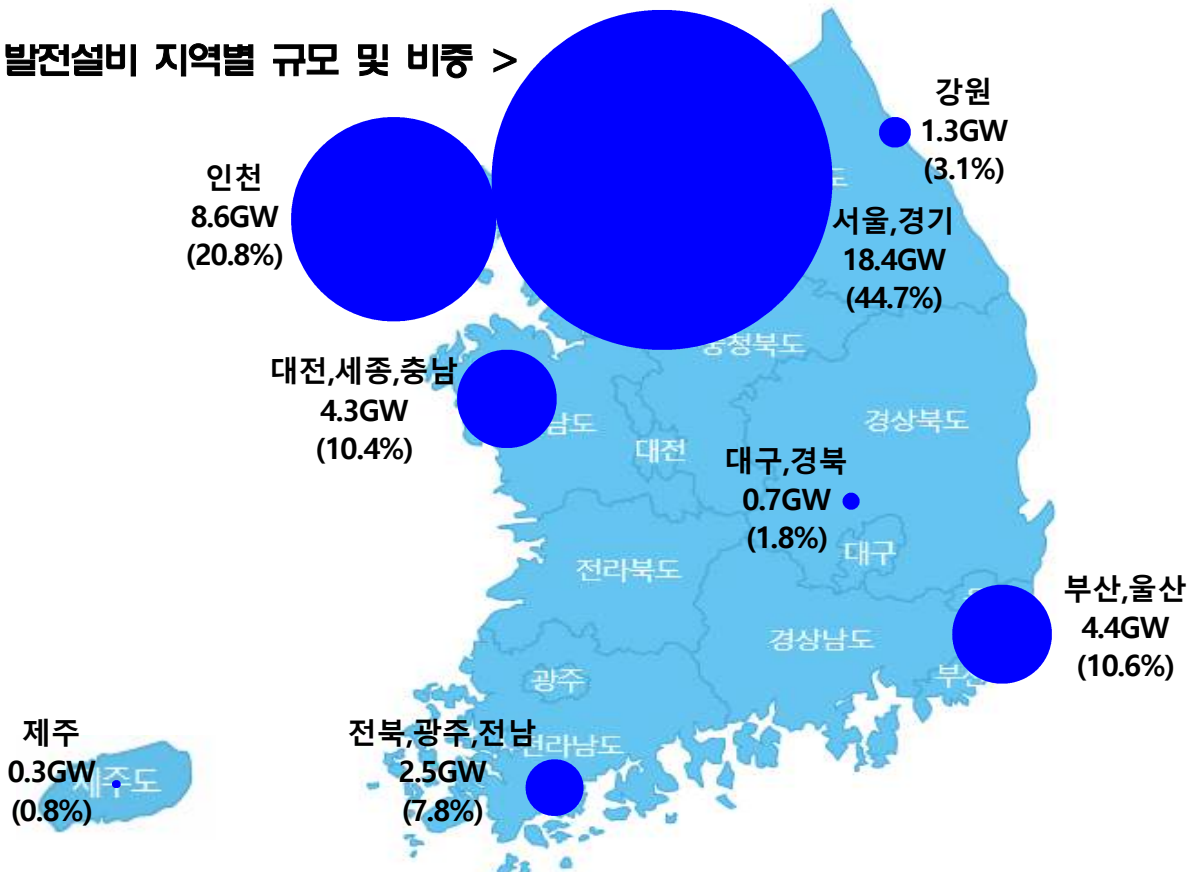 발전설비 지역별 규모 및 비중 >
강원
1.3GW
(3.1%)
인천
8.6GW
(20.8%)
도
서울,경기
18.4GW
(44.7%)
충청북도
대전,세종,충남
4.3GW
(10.4%)
남도
대전
경상북도
대구,경북
0.7GW
(1.8%)
대구
전라북도
부산,울산
4.4GW
(10.6%)
경상남도
광주
부산
제주
0.3GW
(0.8%)
제주도
전북,광주,전남
2.5GW
(7.8%)
전라남도